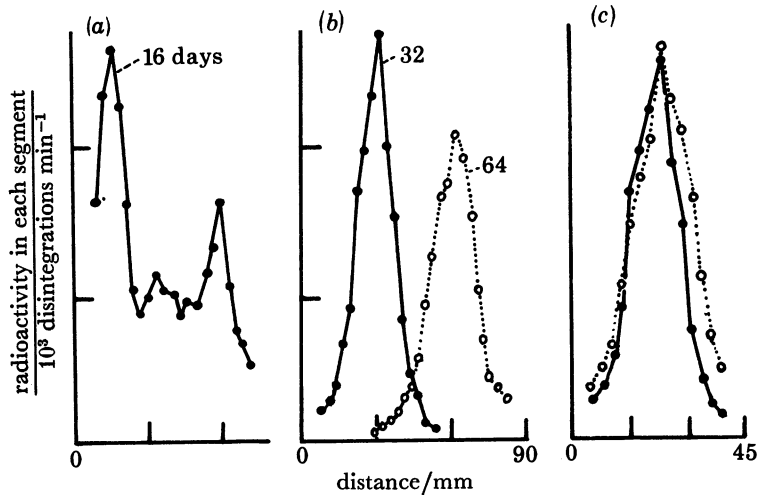 (a)
(b)
(c)
16 days
32
64
radioactivity in each segment
10³ disintegrations min⁻¹
0
0
90
0
45
distance/mm